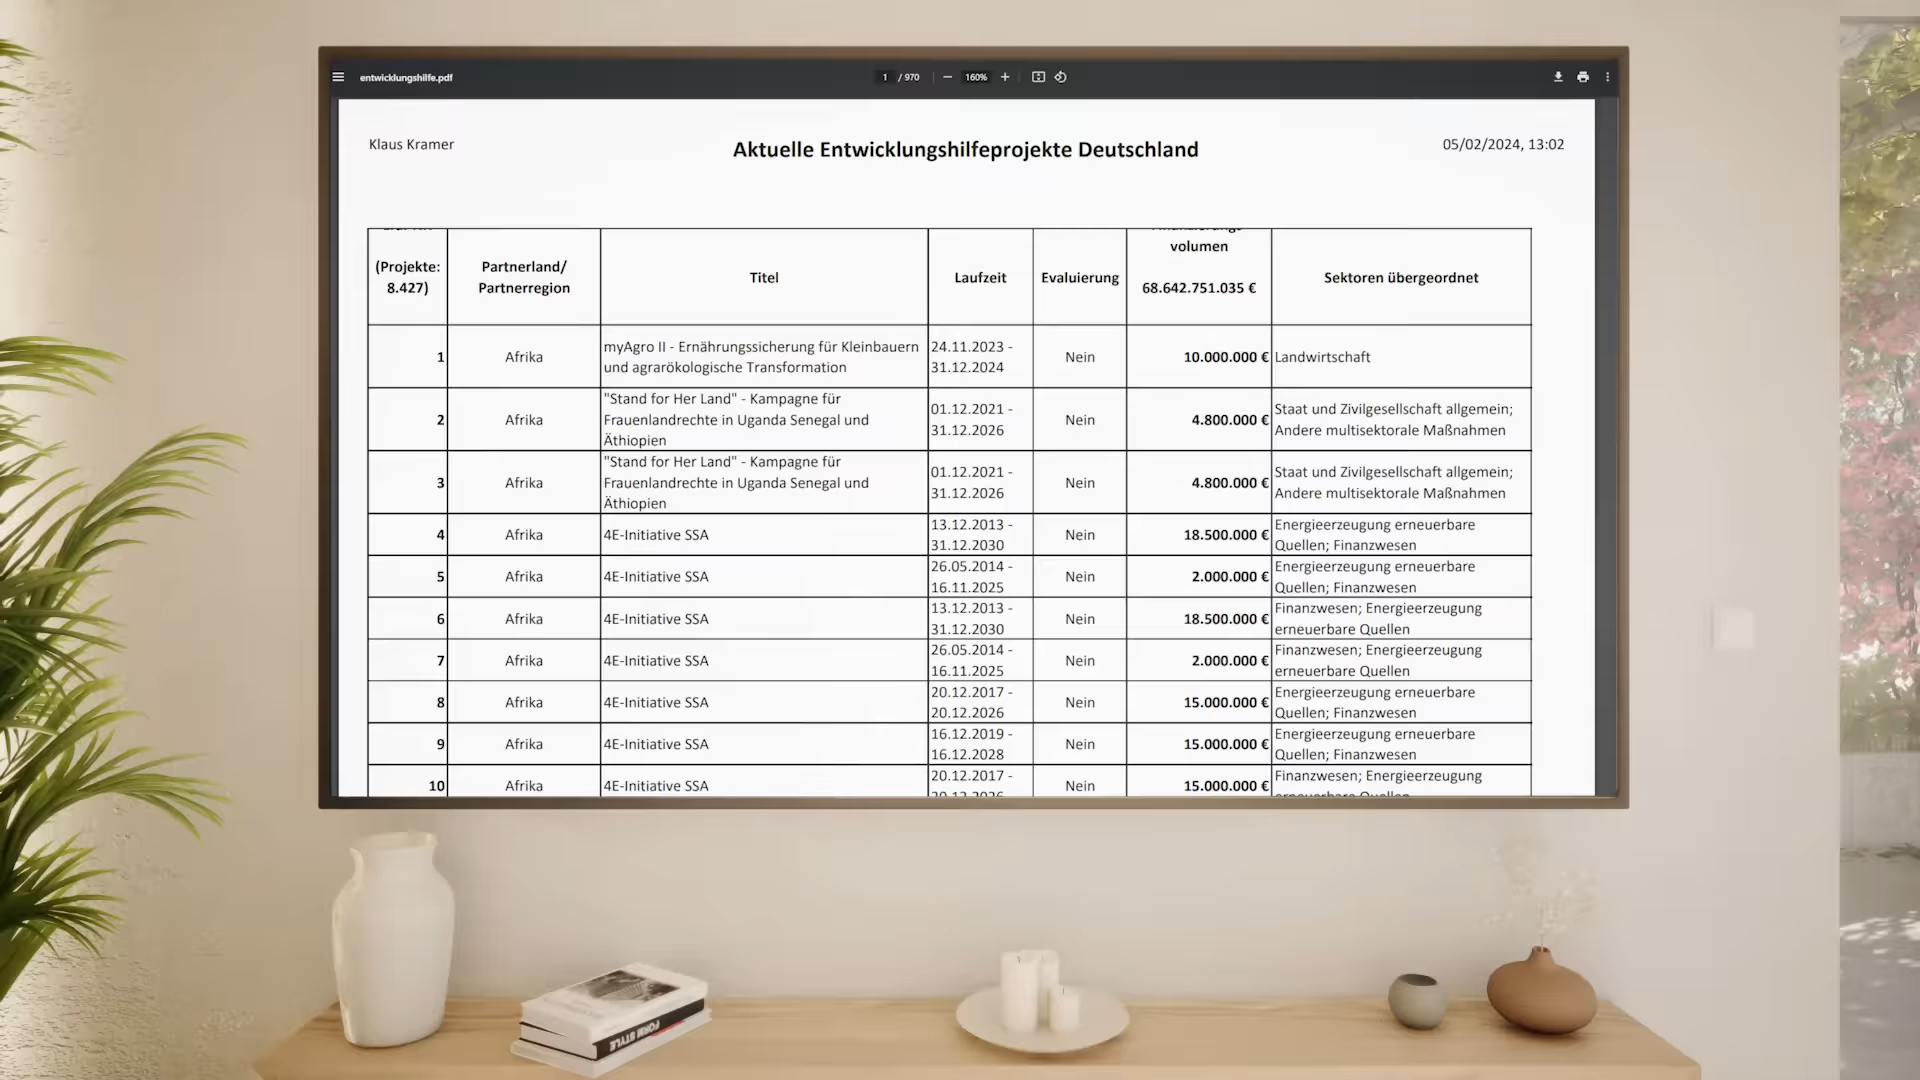 entwicklungshilfe.pdf
1 / 970
160%
Klaus Kramer
Aktuelle Entwicklungshilfeprojekte Deutschland
05/02/2024, 13:02
(Projekte:
8.427)
Partnerland/
Partnerregion
Titel
Laufzeit
Evaluierung
volumen
68.642.751.035 €
Sektoren übergeordnet
1
Afrika
myAgro II - Ernährungssicherung für Kleinbauern
und agrarökologische Transformation
24.11.2023 -
31.12.2024
Nein
10.000.000 €
Landwirtschaft
2
Afrika
"Stand for Her Land" - Kampagne für
Frauenlandrechte in Uganda Senegal und
Äthiopien
01.12.2021 -
31.12.2026
Nein
4.800.000 €
Staat und Zivilgesellschaft allgemein;
Andere multisektorale Maßnahmen
3
Afrika
"Stand for Her Land" - Kampagne für
Frauenlandrechte in Uganda Senegal und
Äthiopien
01.12.2021 -
31.12.2026
Nein
4.800.000 €
Staat und Zivilgesellschaft allgemein;
Andere multisektorale Maßnahmen
4
Afrika
4E-Initiative SSA
13.12.2013 -
31.12.2030
Nein
18.500.000 €
Energieerzeugung erneuerbare
Quellen; Finanzwesen
5
Afrika
4E-Initiative SSA
26.05.2014 -
16.11.2025
Nein
2.000.000 €
Energieerzeugung erneuerbare
Quellen; Finanzwesen
6
Afrika
4E-Initiative SSA
13.12.2013 -
31.12.2030
Nein
18.500.000 €
Finanzwesen; Energieerzeugung
erneuerbare Quellen
7
Afrika
4E-Initiative SSA
26.05.2014 -
16.11.2025
Nein
2.000.000 €
Finanzwesen; Energieerzeugung
erneuerbare Quellen
8
Afrika
4E-Initiative SSA
20.12.2017 -
20.12.2026
Nein
15.000.000 €
Energieerzeugung erneuerbare
Quellen; Finanzwesen
9
Afrika
4E-Initiative SSA
16.12.2019 -
16.12.2028
Nein
15.000.000 €
Energieerzeugung erneuerbare
Quellen; Finanzwesen
10
Afrika
4E-Initiative SSA
20.12.2017 -
Nein
15.000.000 €
Finanzwesen; Energieerzeugung
FORM STYLE